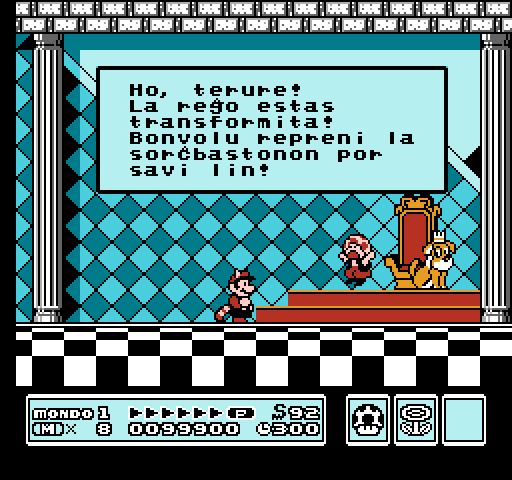 Ho, terure!
La reĝo estas
transformita!
Bonvolu repreni la
sorĉbastonon por
savi lin!
MONDO 1 P $92
(M)x 8 0099900 300